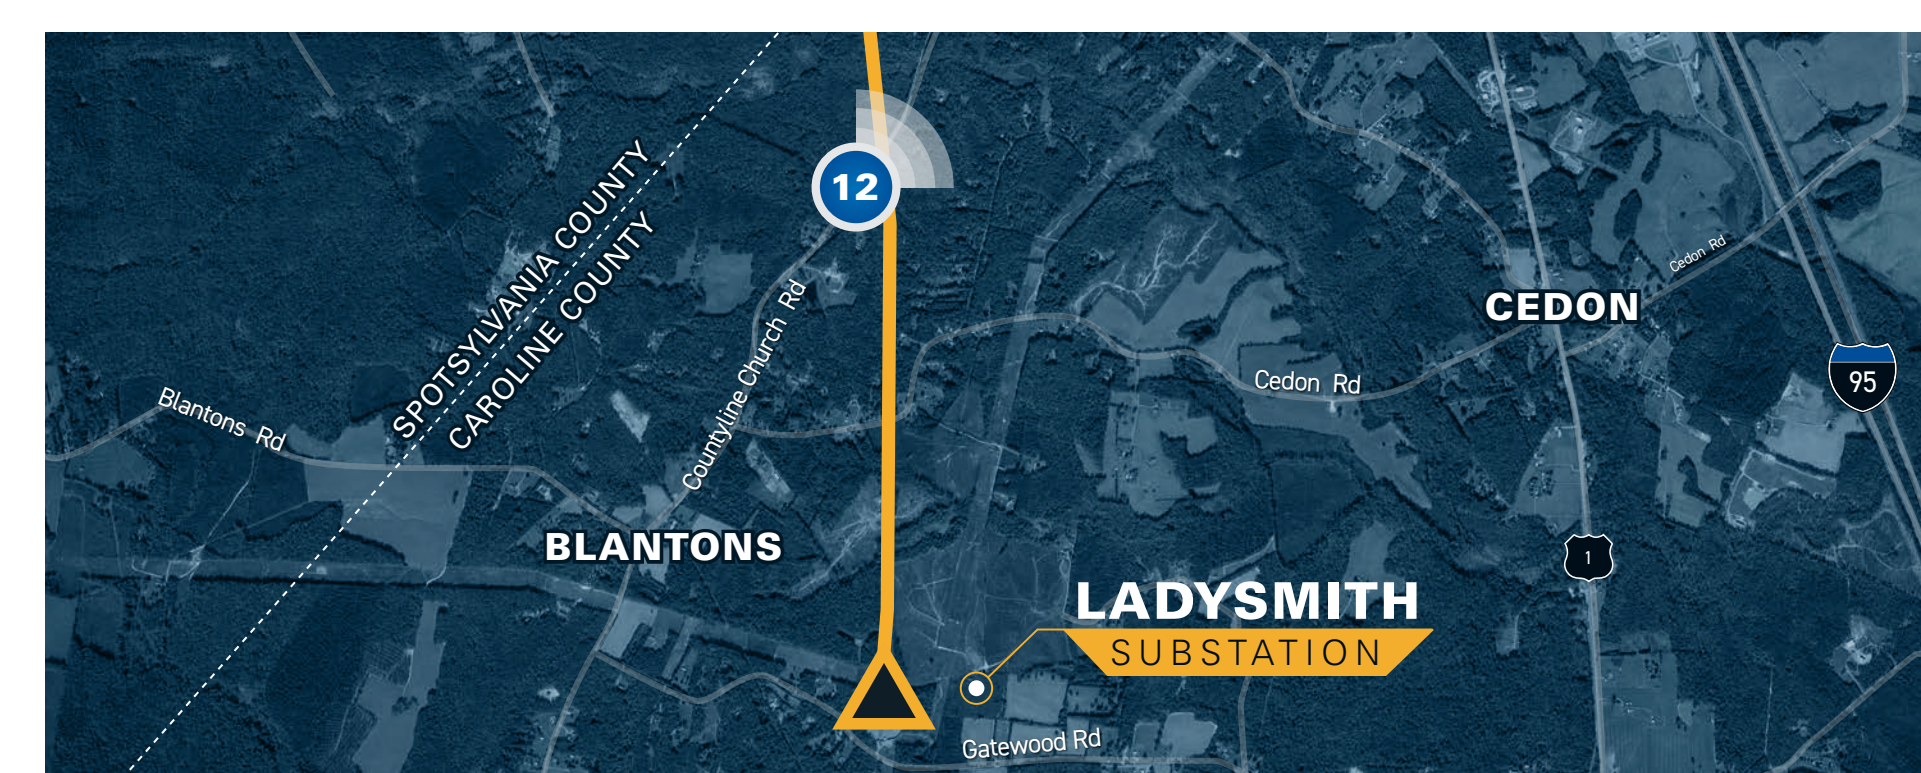 12
SPOTSYLVANIA COUNTY
CAROLINE COUNTY
Cedon Rd
CEDON
Countyline Church Rd
Blantons Rd
Cedon Rd
95
BLANTONS
1
LADYSMITH
SUBSTATION
Gatewood Rd